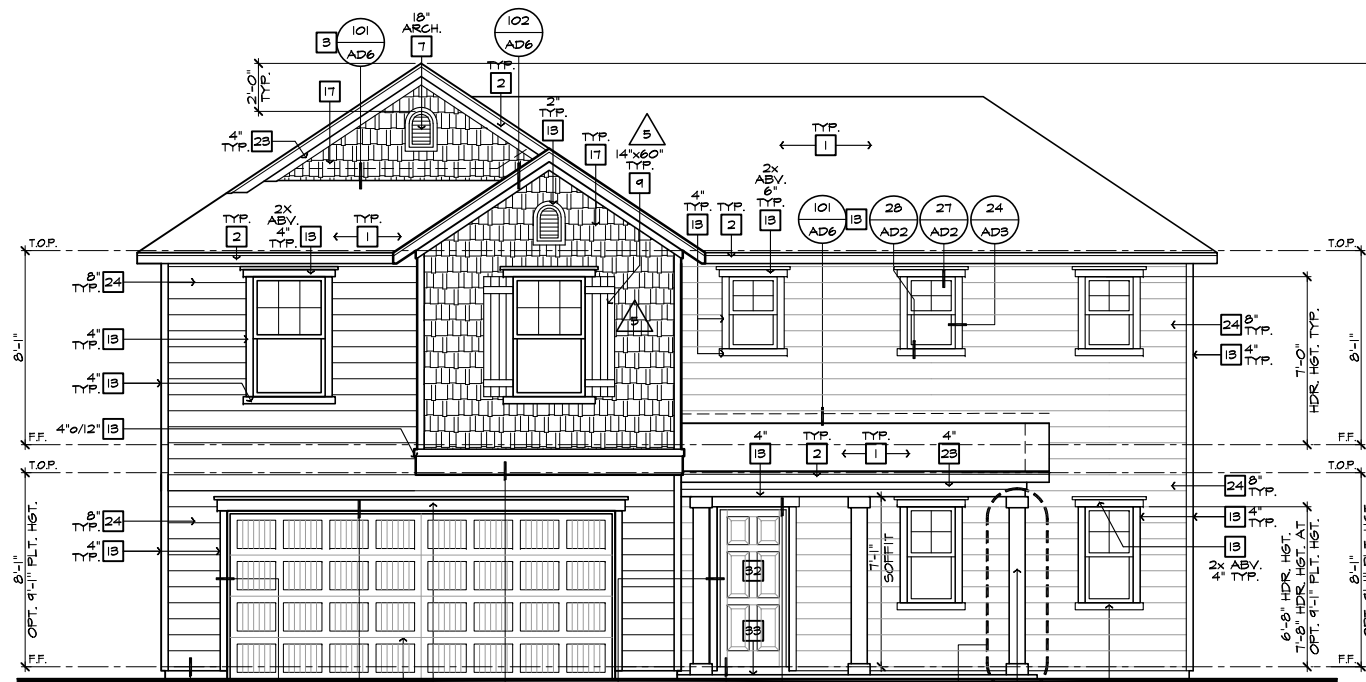 3
101
AD6
18"
ARCH.
7
102
AD6
2'-0"
TYP.
17
TYP.
2
4"
TYP.
23
2"
TYP.
13
TYP.
17
5
14"x60"
TYP.
9
TYP.
1
TYP.
2
2x
ABV.
4"
TYP.
13
TYP.
1
4"
TYP.
13
TYP.
2
2x
ABV.
6"
TYP.
13
101
AD6
13
28
AD2
27
AD2
24
AD3
T.O.P.
T.O.P.
8"
TYP.
24
4"
TYP.
13
4"
TYP.
13
4"o/12"
13
8'-1"
5
24
8"
TYP.
13
4"
TYP.
7'-0"
HDR. HGT. TYP.
8'-1"
F.F.
F.F.
T.O.P.
T.O.P.
4"
13
TYP.
2
TYP.
1
4"
23
24
8"
TYP.
13
4"
TYP.
13
2x ABV.
4" TYP.
8"
TYP.
24
4"
TYP.
13
8'-1"
OPT. 9'-1" PLT. HGT.
7'-1"
SOFFIT
32
33
6'-8" HDR. HGT.
7'-8" HDR. HGT. AT
OPT. 9'-1" PLT. HGT.
8'-1"
OPT. 9'-1" PLT. HGT.
F.F.
F.F.